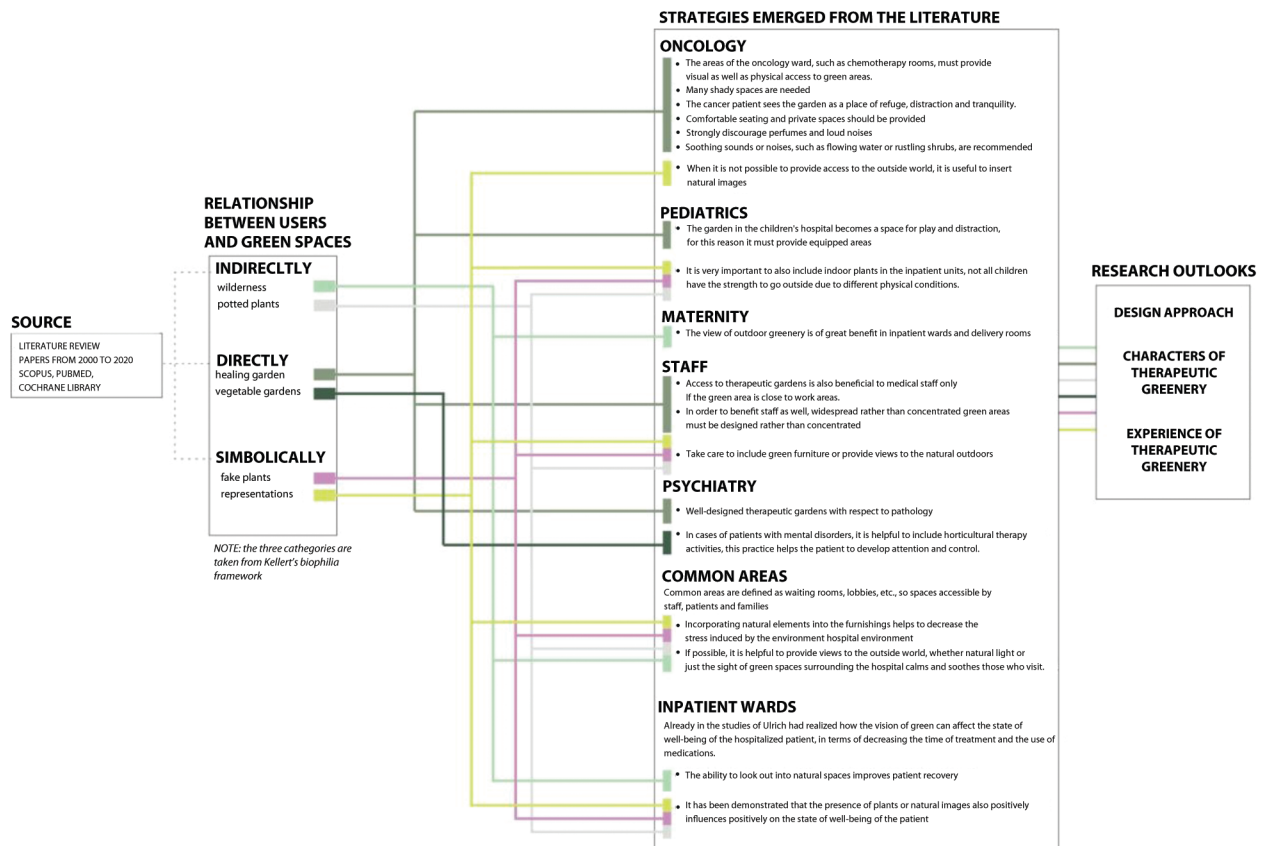 SOURCE
LITERATURE REVIEW
PAPERS FROM 2000 TO 2020
SCOPUS, PUBMED,
COCHRANE LIBRARY
RELATIONSHIP
BETWEEN USERS
AND GREEN SPACES
INDIRECLTLY
wilderness
potted plants
DIRECTLY
healing garden
vegetable gardens
SIMBOLICALLY
fake plants
representations
NOTE: the three cathegories are
taken from Kellert's biophilia
framework
STRATEGIES EMERGED FROM THE LITERATURE
ONCOLOGY
• The areas of the oncology ward, such as chemotherapy rooms, must provide
visual as well as physical access to green areas.
• Many shady spaces are needed
• The cancer patient sees the garden as a place of refuge, distraction and tranquility.
• Comfortable seating and private spaces should be provided
• Strongly discourage perfumes and loud noises
• Soothing sounds or noises, such as flowing water or rustling shrubs, are recommended
• When it is not possible to provide access to the outside world, it is useful to insert
natural images
PEDIATRICS
• The garden in the children's hospital becomes a space for play and distraction,
for this reason it must provide equipped areas
• It is very important to also include indoor plants in the inpatient units, not all children
have the strength to go outside due to different physical conditions.
MATERNITY
• The view of outdoor greenery is of great benefit in inpatient wards and delivery rooms
STAFF
• Access to therapeutic gardens is also beneficial to medical staff only
If the green area is close to work areas.
• In order to benefit staff as well, widespread rather than concentrated green areas
must be designed rather than concentrated
• Take care to include green furniture or provide views to the natural outdoors
PSYCHIATRY
• Well-designed therapeutic gardens with respect to pathology
• In cases of patients with mental disorders, it is helpful to include horticultural therapy
activities, this practice helps the patient to develop attention and control.
COMMON AREAS
Common areas are defined as waiting rooms, lobbies, etc., so spaces accessible by
staff, patients and families
• Incorporating natural elements into the furnishings helps to decrease the
stress induced by the environment hospital environment
• If possible, it is helpful to provide views to the outside world, whether natural light or
just the sight of green spaces surrounding the hospital calms and soothes those who visit.
INPATIENT WARDS
Already in the studies of Ulrich had realized how the vision of green can affect the state of
well-being of the hospitalized patient, in terms of decreasing the time of treatment and the use of
medications.
• The ability to look out into natural spaces improves patient recovery
• It has been demonstrated that the presence of plants or natural images also positively
influences positively on the state of well-being of the patient
RESEARCH OUTLOOKS
DESIGN APPROACH
CHARACTERS OF
THERAPEUTIC
GREENERY
EXPERIENCE OF
THERAPEUTIC
GREENERY